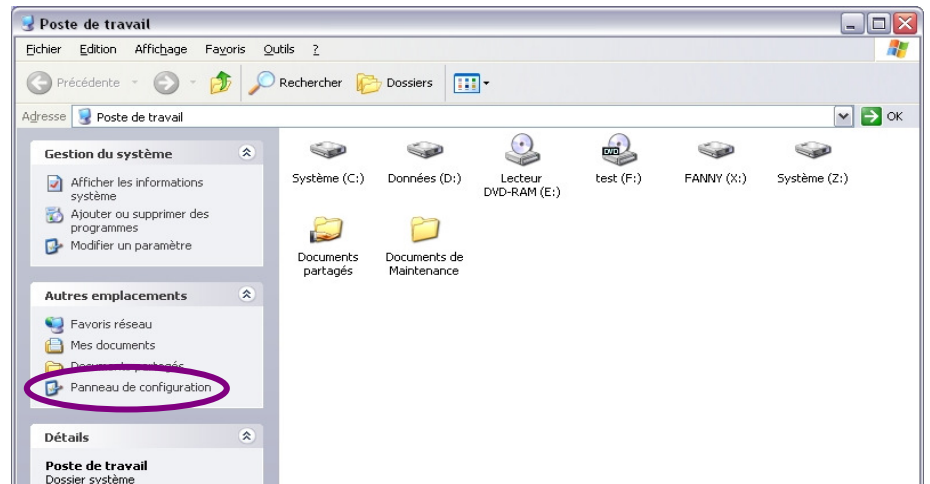 Poste de travail
Fichier Edition Affichage Favoris Outils ?
Précédente Rechercher Dossiers
Adresse Poste de travail OK
Gestion du système
Afficher les informations
système
Ajouter ou supprimer des
programmes
Modifier un paramètre
Autres emplacements
Favoris réseau
Mes documents
Documents partagés
Panneau de configuration
Détails
Poste de travail
Dossier système
Système (C:)
Données (D:)
Lecteur
DVD-RAM (E:)
DVD
test (F:)
FANNY (X:)
Système (Z:)
Documents
partagés
Documents de
Maintenance